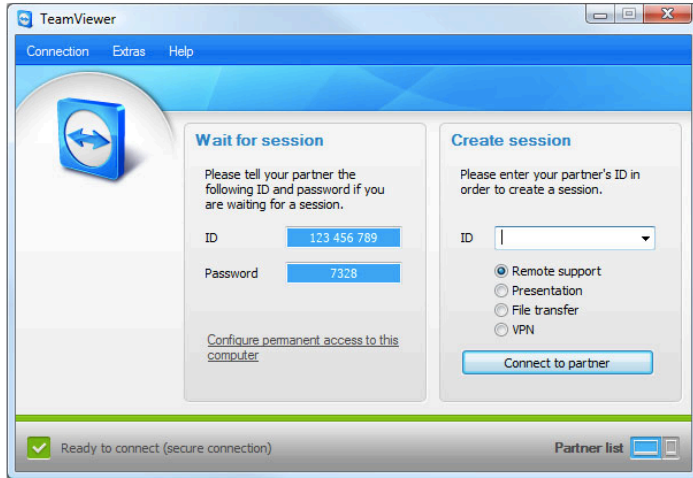 TeamViewer
Connection Extras Help
Wait for session
Please tell your partner the
following ID and password if you
are waiting for a session.
ID 123 456 789
Password 7328
Configure permanent access to this
computer
Create session
Please enter your partner's ID in
order to create a session.
ID
Remote support
Presentation
File transfer
VPN
Connect to partner
Ready to connect (secure connection)
Partner list